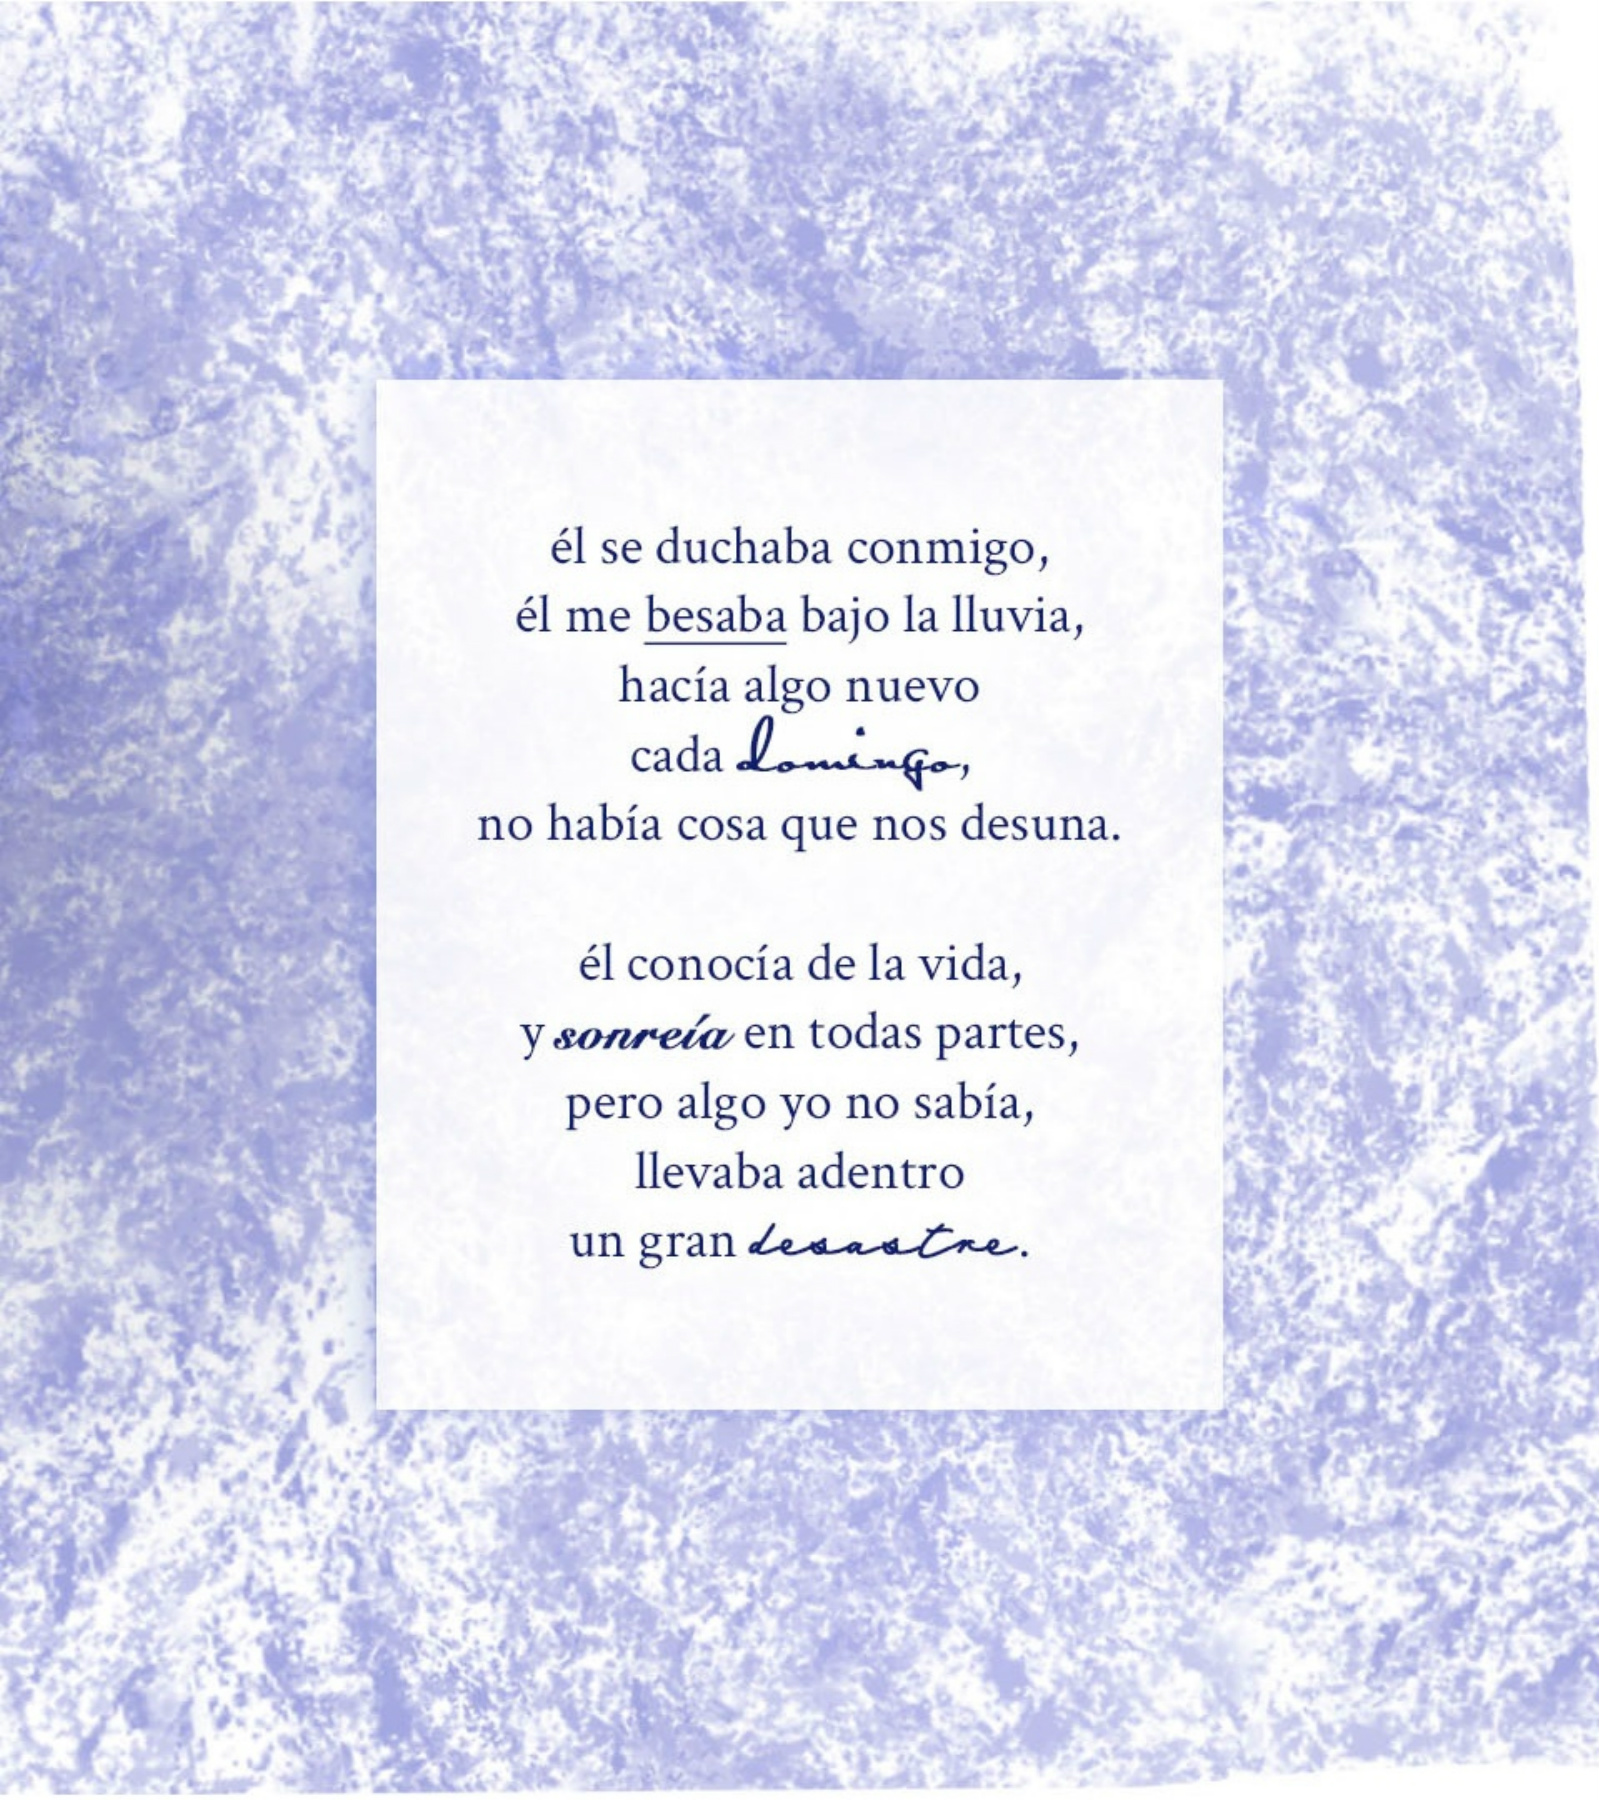 él se duchaba conmigo,
él me besaba bajo la lluvia,
hacía algo nuevo
cada domingo,
no había cosa que nos desuna.
él conocía de la vida,
y sonreía en todas partes,
pero algo yo no sabía,
llevaba adentro
un gran desastre.